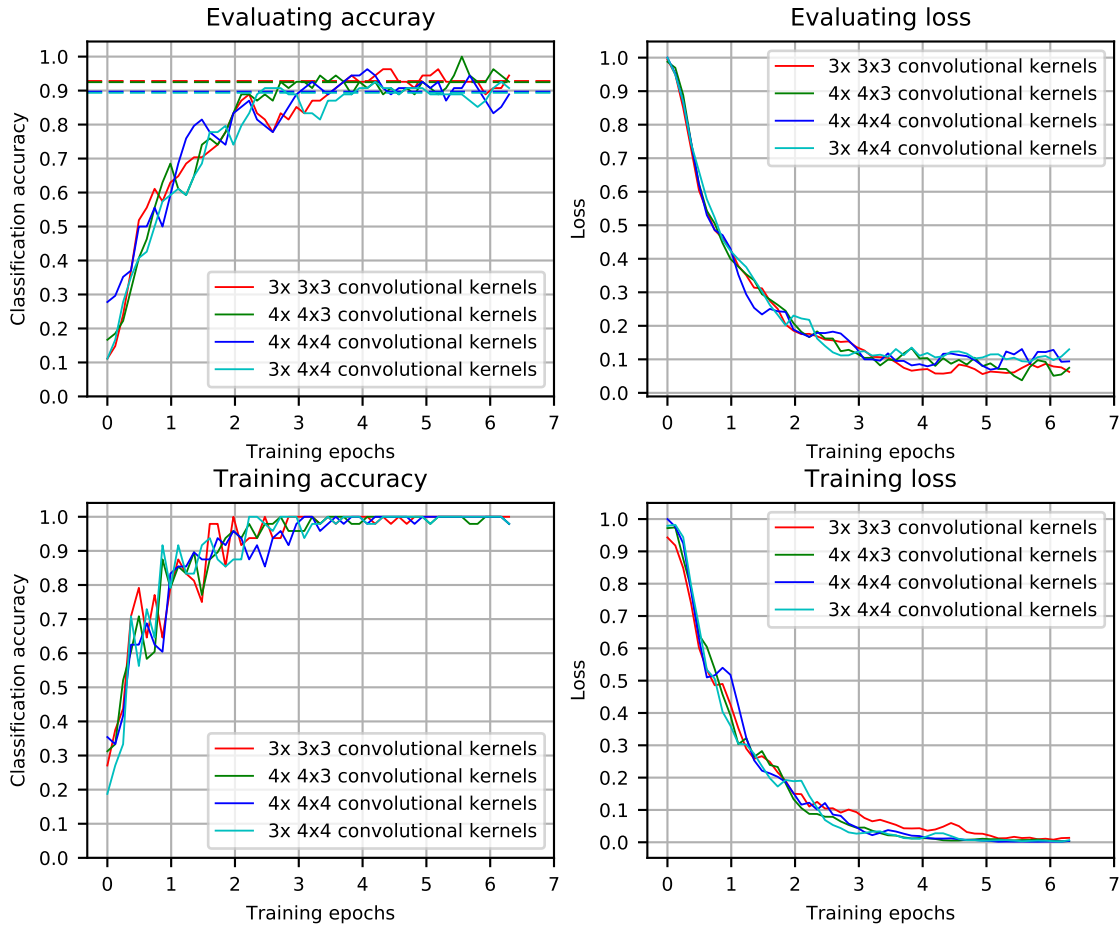 Evaluating accuray
Classification accuracy
1.0
0.9
0.8
0.7
0.6
0.5
0.4
0.3
0.2
0.1
0.0
3x 3x3 convolutional kernels
4x 4x3 convolutional kernels
4x 4x4 convolutional kernels
3x 4x4 convolutional kernels
0 1 2 3 4 5 6 7
Training epochs
Evaluating loss
Loss
1.0
0.9
0.8
0.7
0.6
0.5
0.4
0.3
0.2
0.1
0.0
3x 3x3 convolutional kernels
4x 4x3 convolutional kernels
4x 4x4 convolutional kernels
3x 4x4 convolutional kernels
0 1 2 3 4 5 6 7
Training epochs
Training accuracy
Classification accuracy
1.0
0.9
0.8
0.7
0.6
0.5
0.4
0.3
0.2
0.1
0.0
3x 3x3 convolutional kernels
4x 4x3 convolutional kernels
4x 4x4 convolutional kernels
3x 4x4 convolutional kernels
0 1 2 3 4 5 6 7
Training epochs
Training loss
Loss
1.0
0.9
0.8
0.7
0.6
0.5
0.4
0.3
0.2
0.1
0.0
3x 3x3 convolutional kernels
4x 4x3 convolutional kernels
4x 4x4 convolutional kernels
3x 4x4 convolutional kernels
0 1 2 3 4 5 6 7
Training epochs